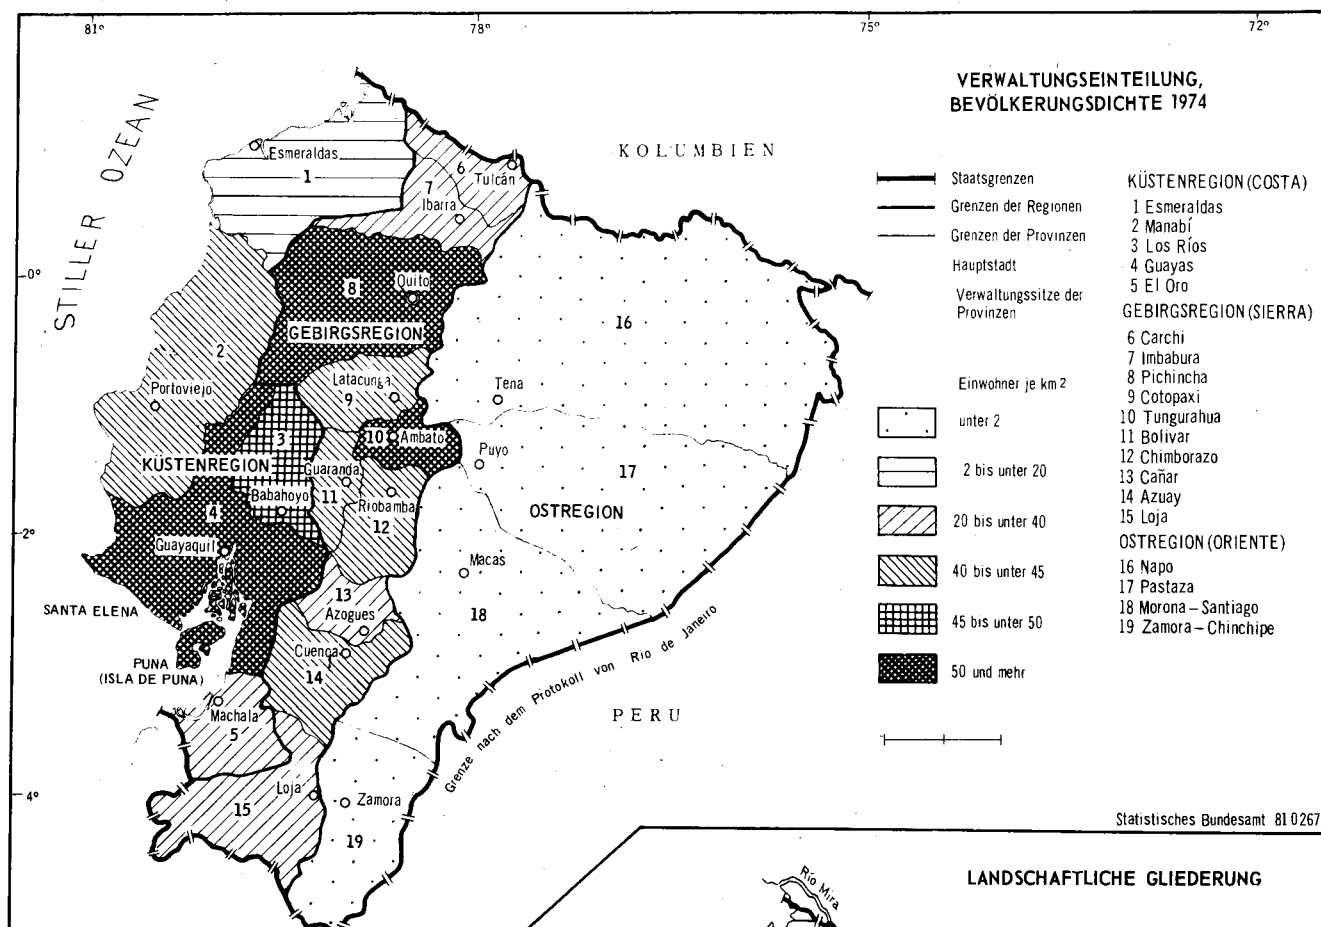 81°
78°
75°
72°
VERWALTUNGSEINTEILUNG,
BEVÖLKERUNGSDICHTE 1974
STILLER OZEAN
KOLUMBIEN
Esmeraldas
1
6
Tulcán
7
Ibarra
0°
8
Quito
GEBIRGSREGION
16
2
Latacunga
9
Tena
Portoviejo
3
10
Ambato
Puyo
KÜSTENREGION
Guaranda
17
Babahoyo
11
Riobamba
4
12
OSTREGION
2°
Guayaquil
Macas
SANTA ELENA
13
Azogues
18
Cuenca
PUNA
(ISLA DE PUNA)
14
Machala
5
PERU
Grenze nach dem Protokoll von Rio de Janeiro
4°
Loja
15
Zamora
19
Staatsgrenzen
Grenzen der Regionen
Grenzen der Provinzen
Hauptstadt
Verwaltungssitze der
Provinzen
Einwohner je km2
unter 2
2 bis unter 20
20 bis unter 40
40 bis unter 45
45 bis unter 50
50 und mehr
KÜSTENREGION (COSTA)
1 Esmeraldas
2 Manabí
3 Los Ríos
4 Guayas
5 El Oro
GEBIRGSREGION (SIERRA)
6 Carchi
7 Imbabura
8 Pichincha
9 Cotopaxi
10 Tungurahua
11 Bolivar
12 Chimborazo
13 Cañar
14 Azuay
15 Loja
OSTREGION (ORIENTE)
16 Napo
17 Pastaza
18 Morona – Santiago
19 Zamora – Chinchipe
Statistisches Bundesamt 81 0267
LANDSCHAFTLICHE GLIEDERUNG
Río Mira